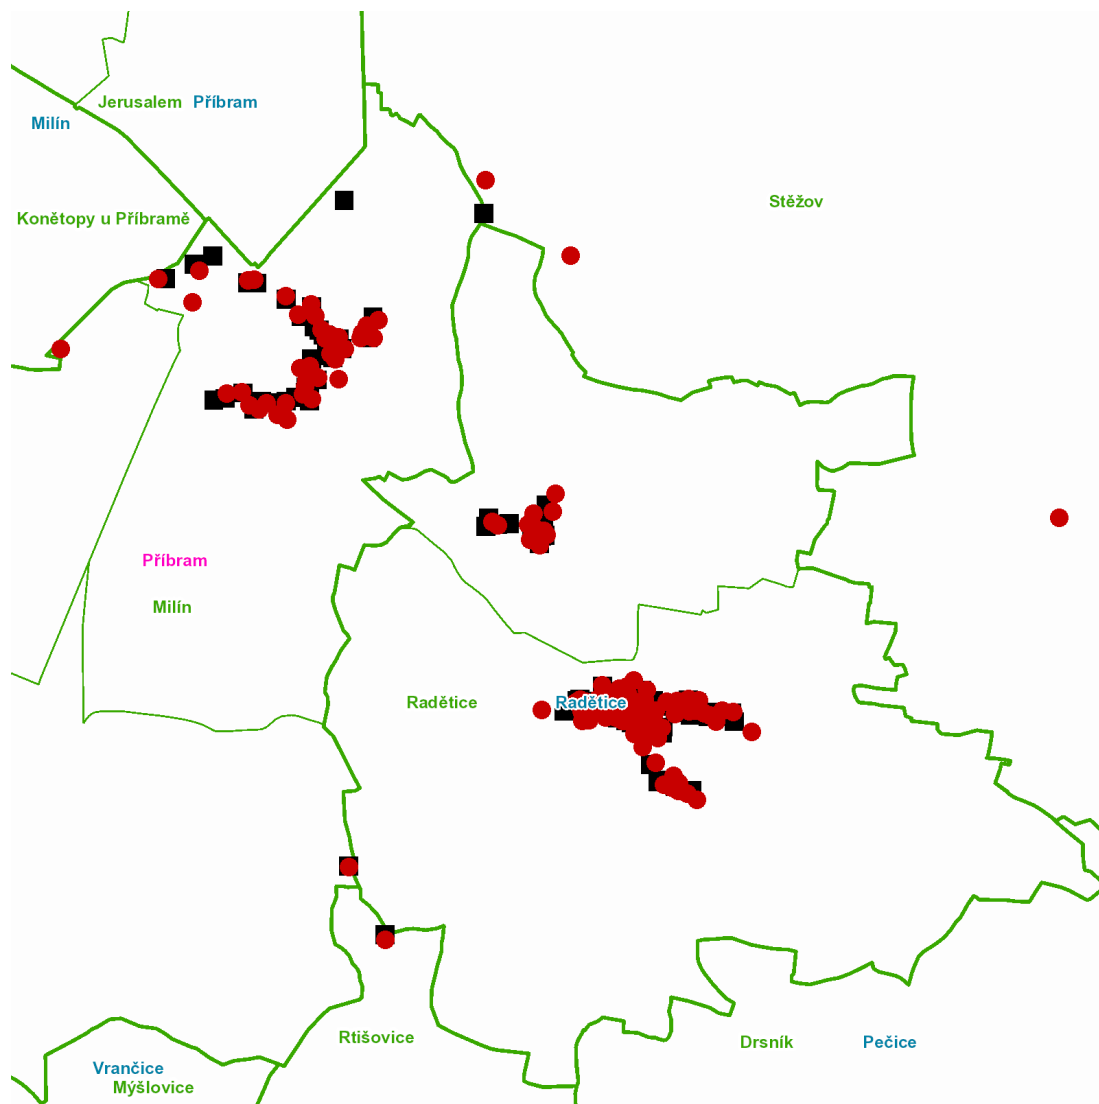 Jerusalem Příbram
Milín
Stěžov
Konětopy u Příbramě
Příbram
Milín
Radětice Radětice
Rtišovice
Drsník Pečice
Vrančice
Mýšlovice